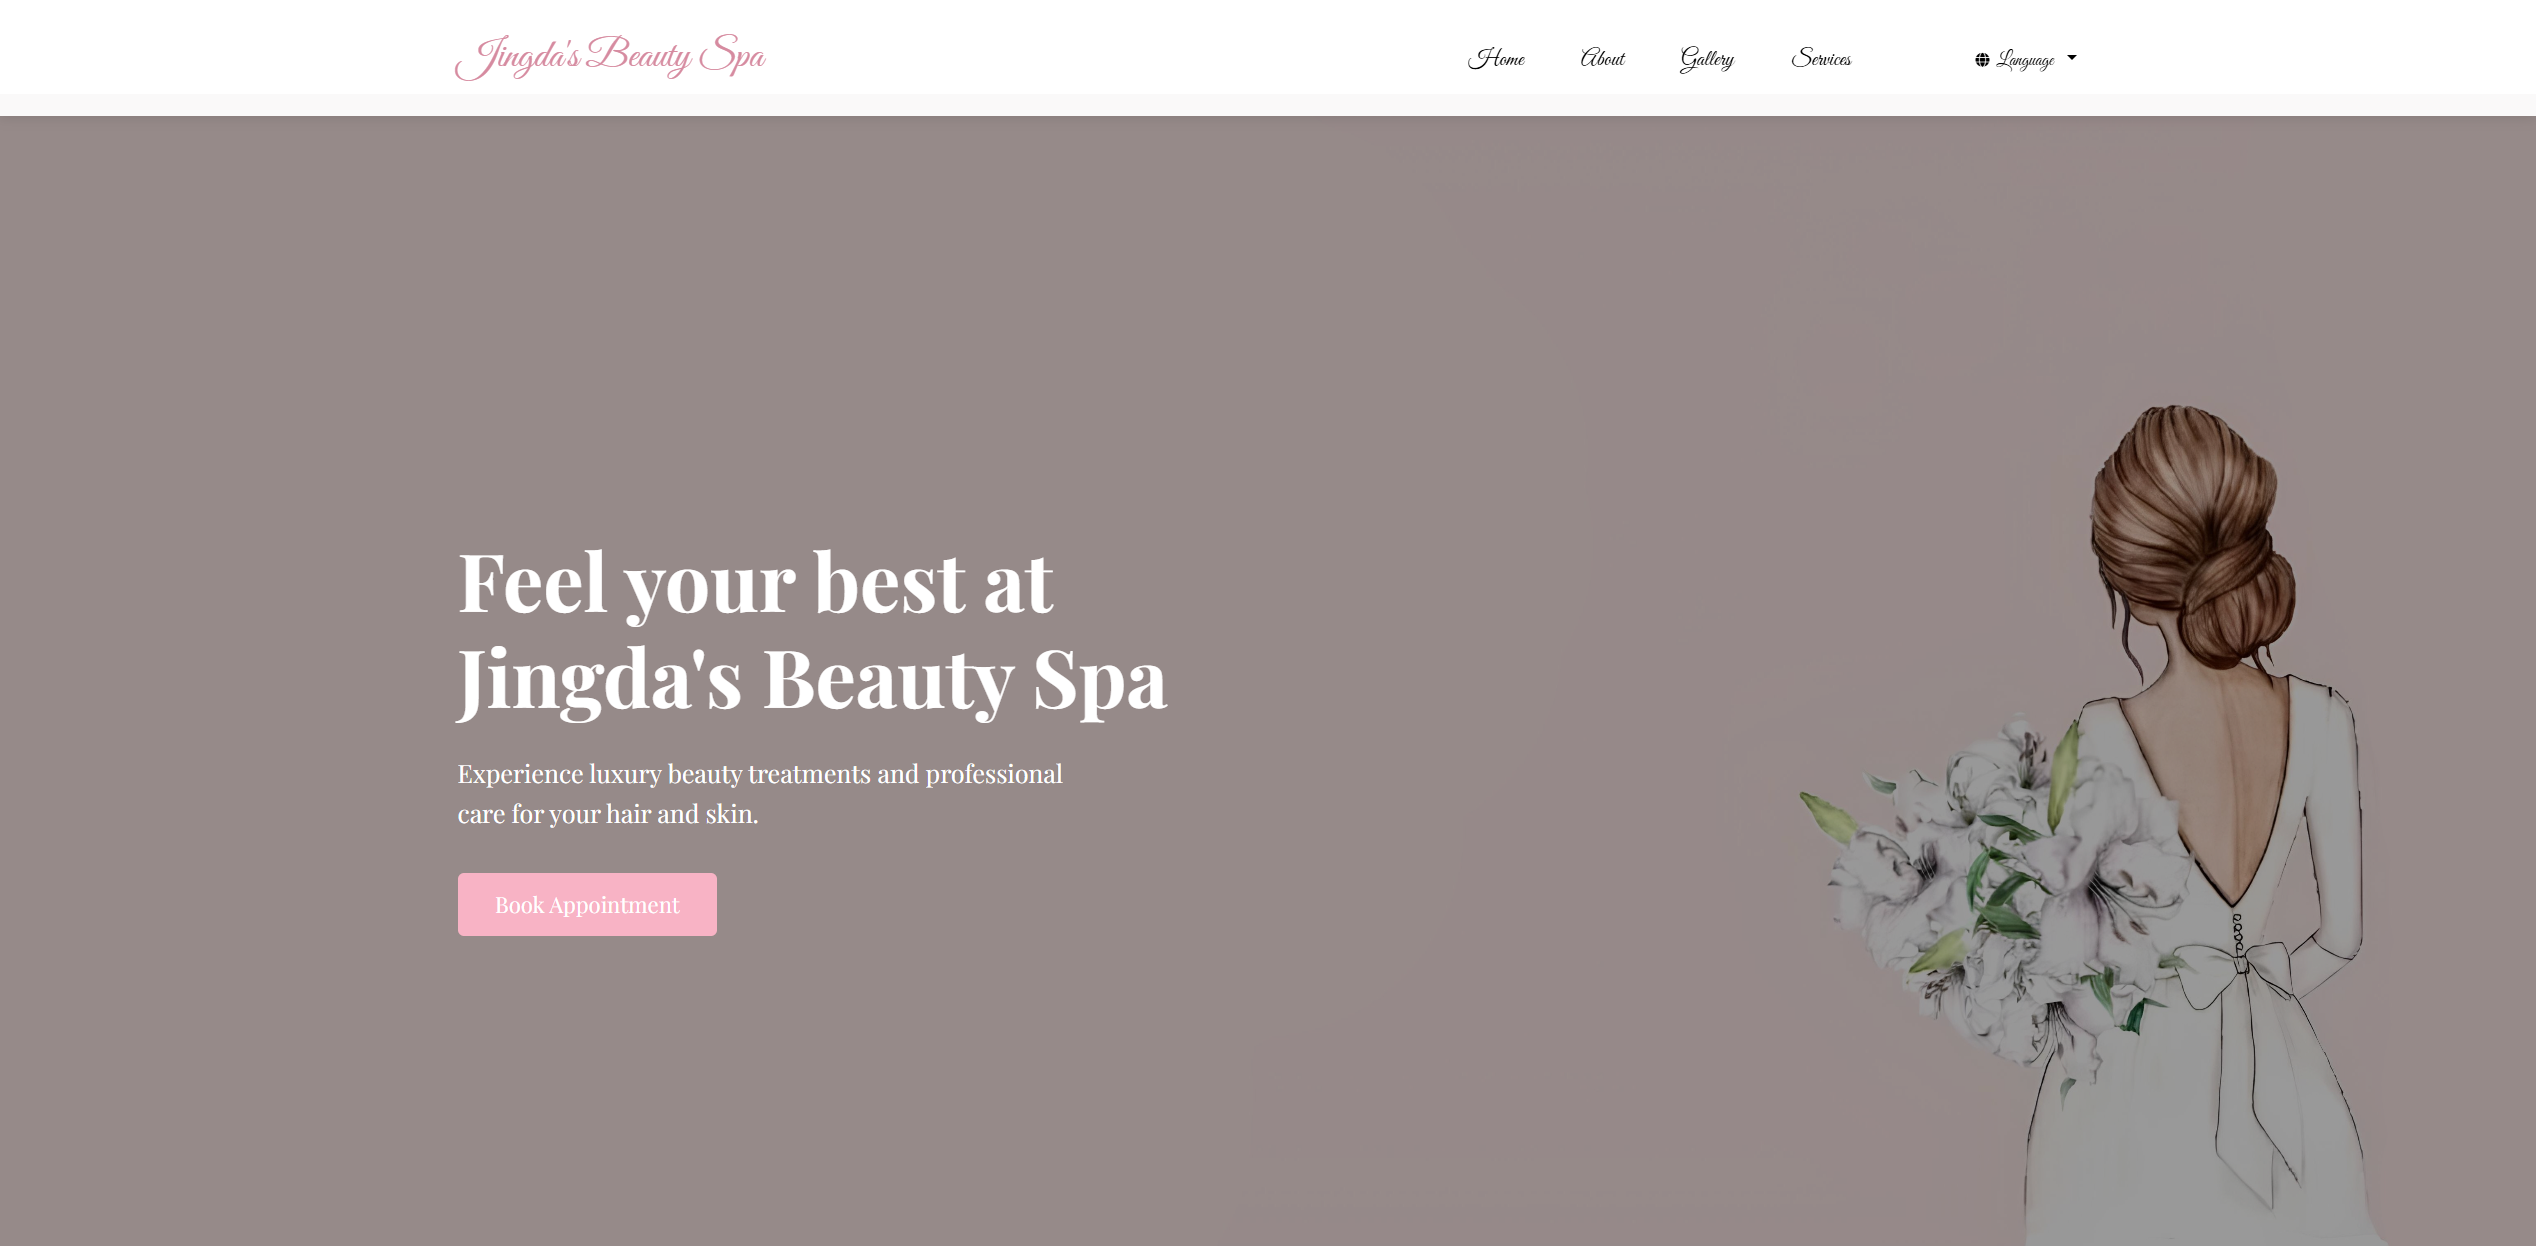 Jingda's Beauty Spa
Home About Gallery Services Language
Feel your best at
Jingda's Beauty Spa
Experience luxury beauty treatments and professional
care for your hair and skin.
Book Appointment